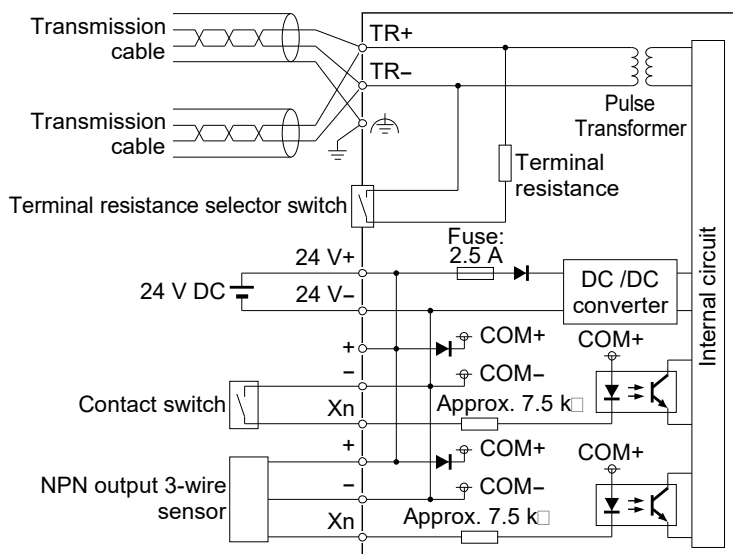 Transmission
cable
TR+
TR−
Pulse
Transformer
Transmission
cable
Terminal
resistance
Terminal resistance selector switch
Internal circuit
Fuse:
2.5 A
24 V+
24 V DC
24 V−
DC /DC
converter
+
COM+
COM+
−
COM−
Contact switch
Xn
Approx. 7.5 k□
+
COM+
COM+
NPN output 3-wire
sensor
−
COM−
Xn
Approx. 7.5 k□